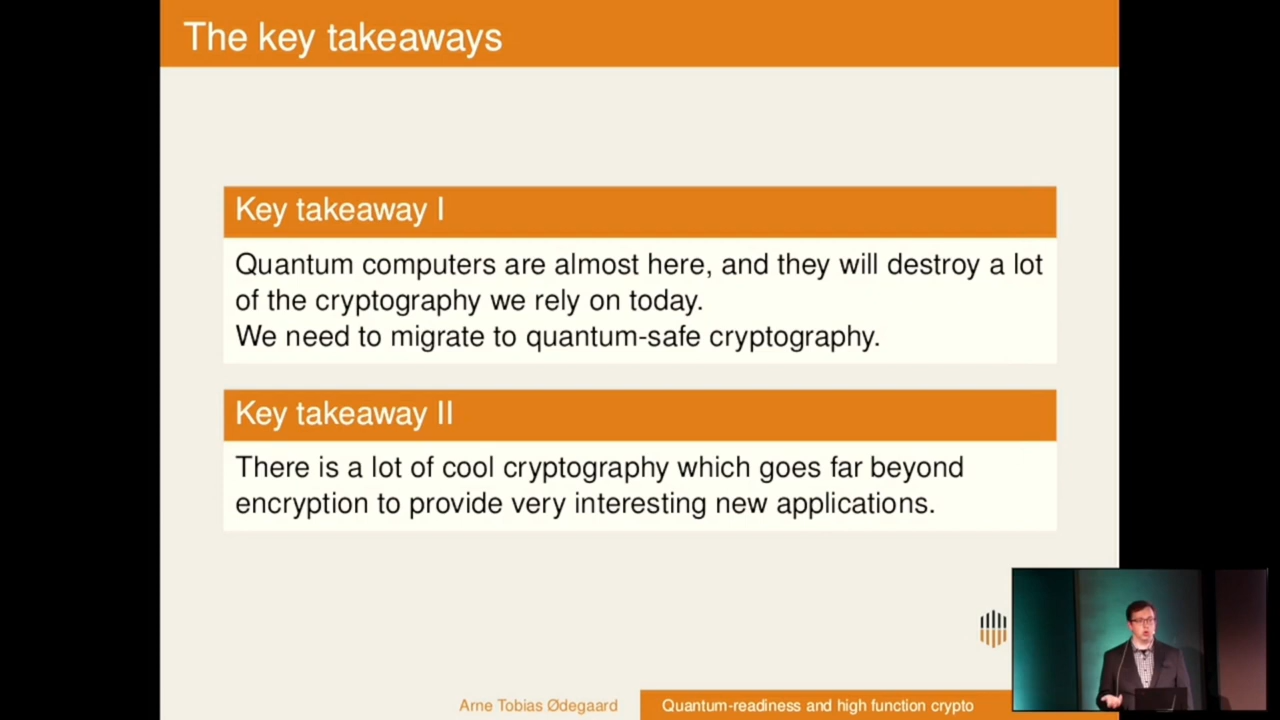 The key takeaways
Key takeaway I
Quantum computers are almost here, and they will destroy a lot
of the cryptography we rely on today.
We need to migrate to quantum-safe cryptography.
Key takeaway II
There is a lot of cool cryptography which goes far beyond
encryption to provide very interesting new applications.
Arne Tobias Ødegaard
Quantum-readiness and high function crypto